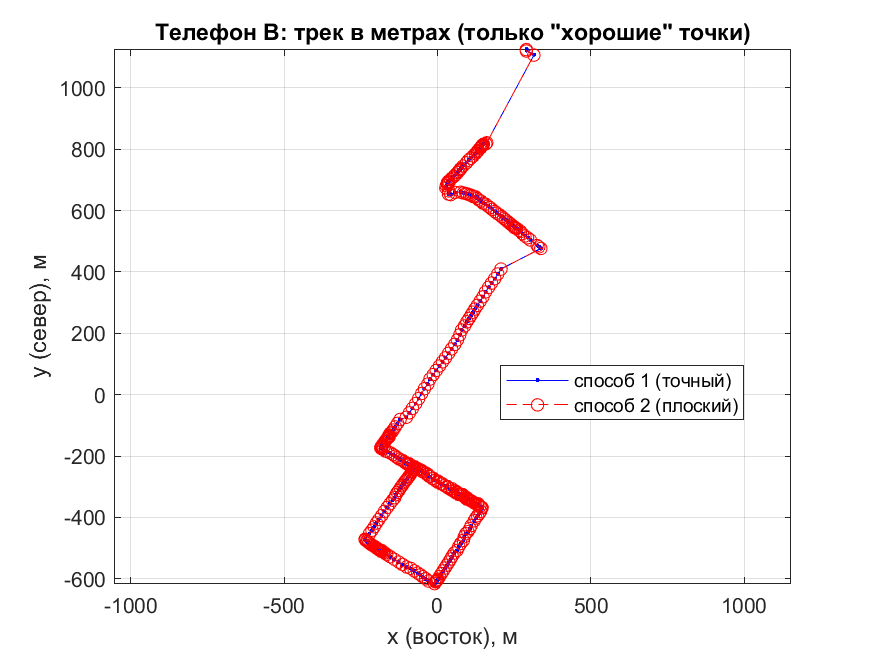 Телефон B: трек в метрах (только "хорошие" точки)
1000
800
600
400
200
0
-200
-400
-600
-1000
-500
0
500
1000
y (север), м
x (восток), м
способ 1 (точный)
способ 2 (плоский)